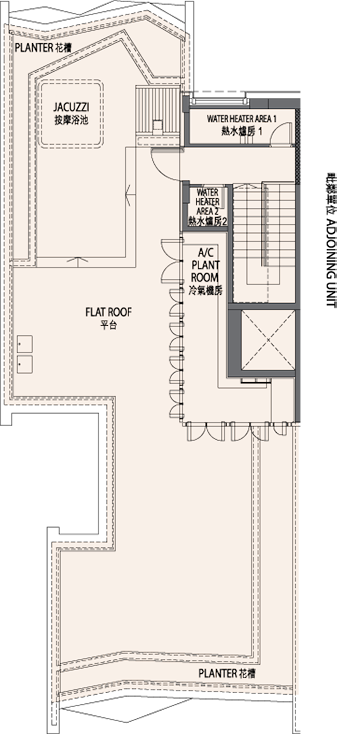 PLANTER 花槽
JACUZZI
按摩浴池
WATER HEATER AREA 1
熱水爐房 1
WATER
HEATER
AREA 2
熱水爐房2
A/C
PLANT
ROOM
冷氣機房
FLAT ROOF
平台
毗鄰單位 ADJOINING UNIT
PLANTER 花槽